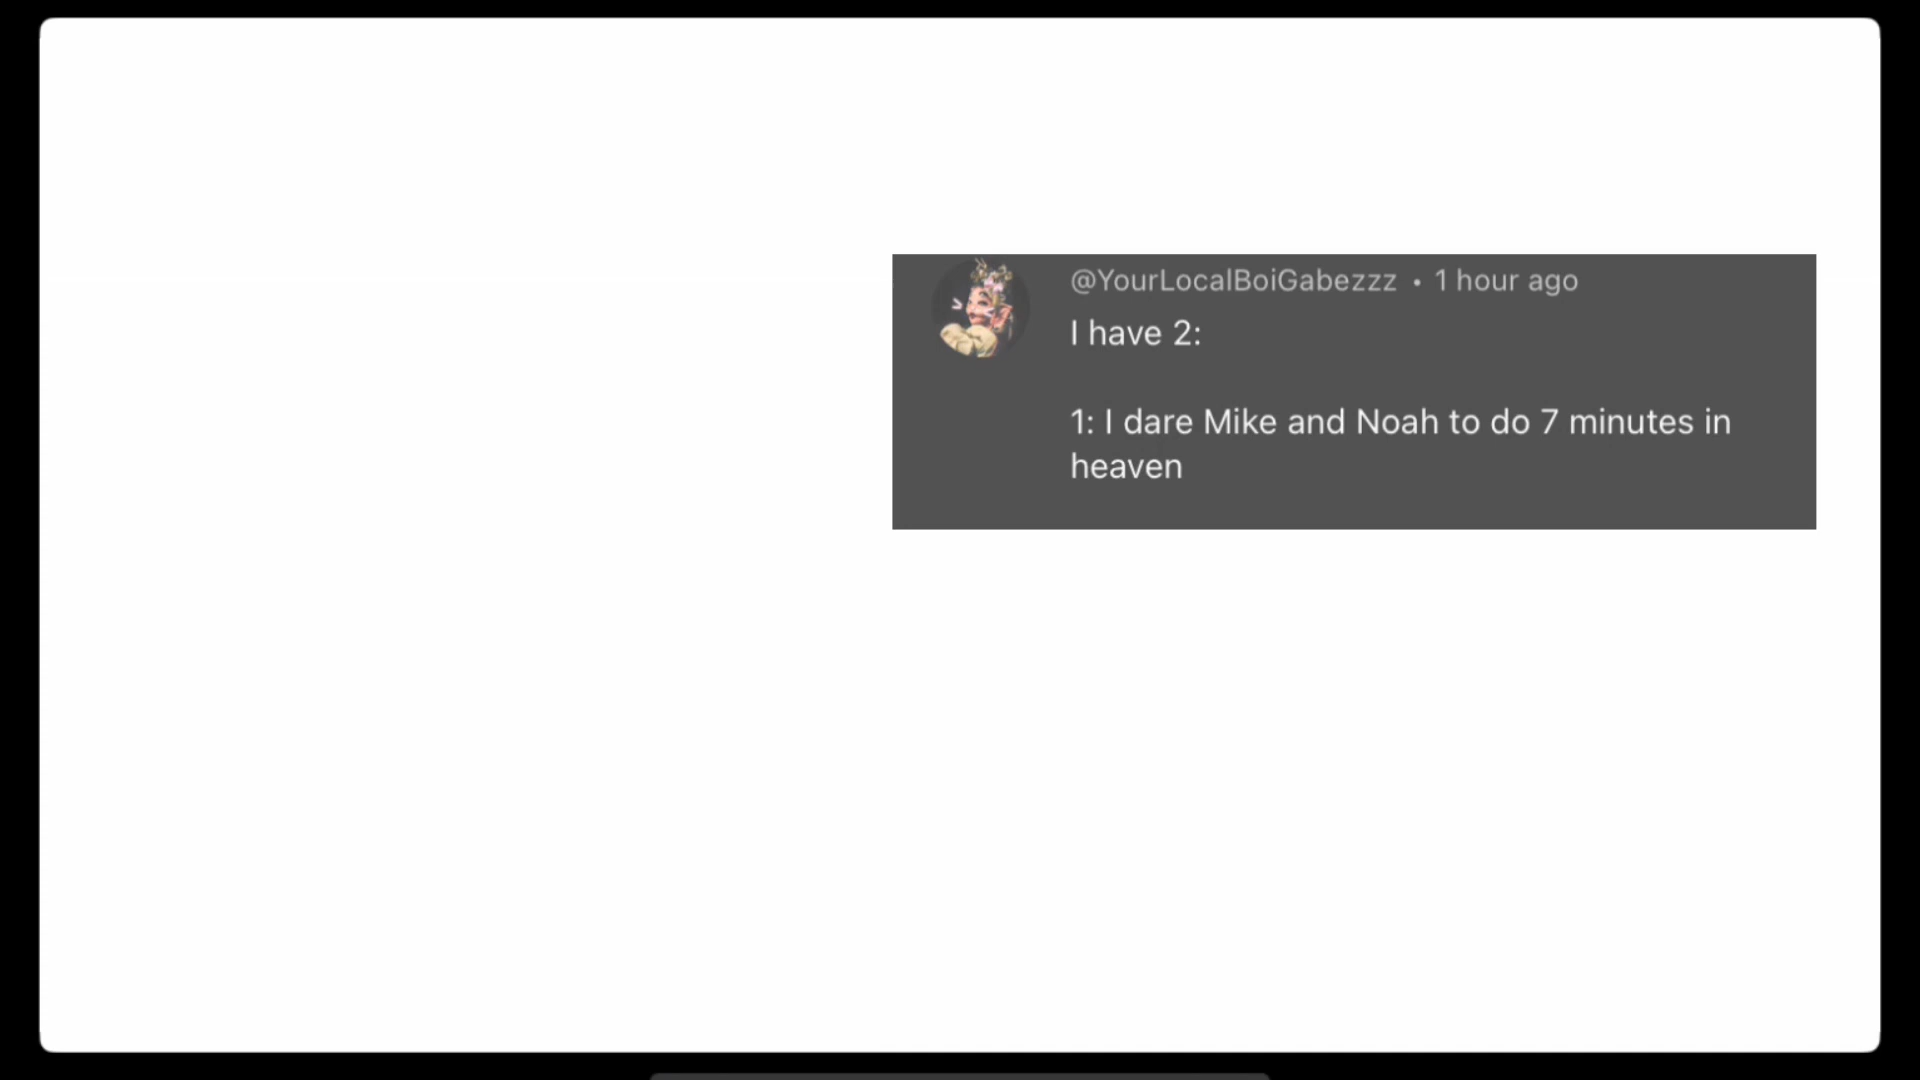 @YourLocalBoiGabezzz • 1 hour ago
I have 2:
1: I dare Mike and Noah to do 7 minutes in
heaven